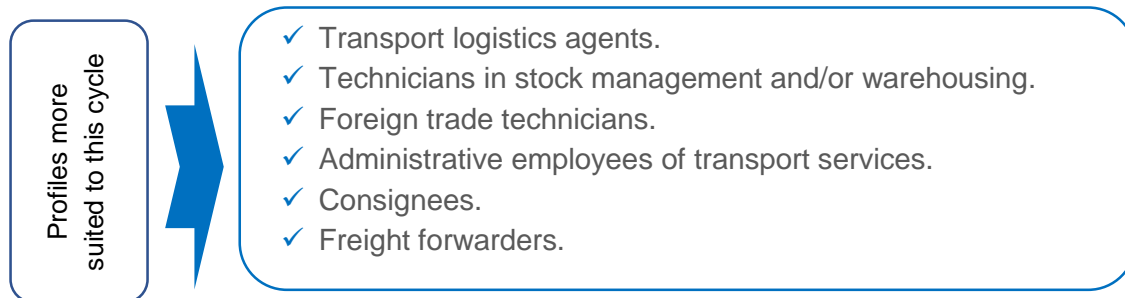 Profiles more
suited to this cycle
✓ Transport logistics agents.
✓ Technicians in stock management and/or warehousing.
✓ Foreign trade technicians.
✓ Administrative employees of transport services.
✓ Consignees.
✓ Freight forwarders.